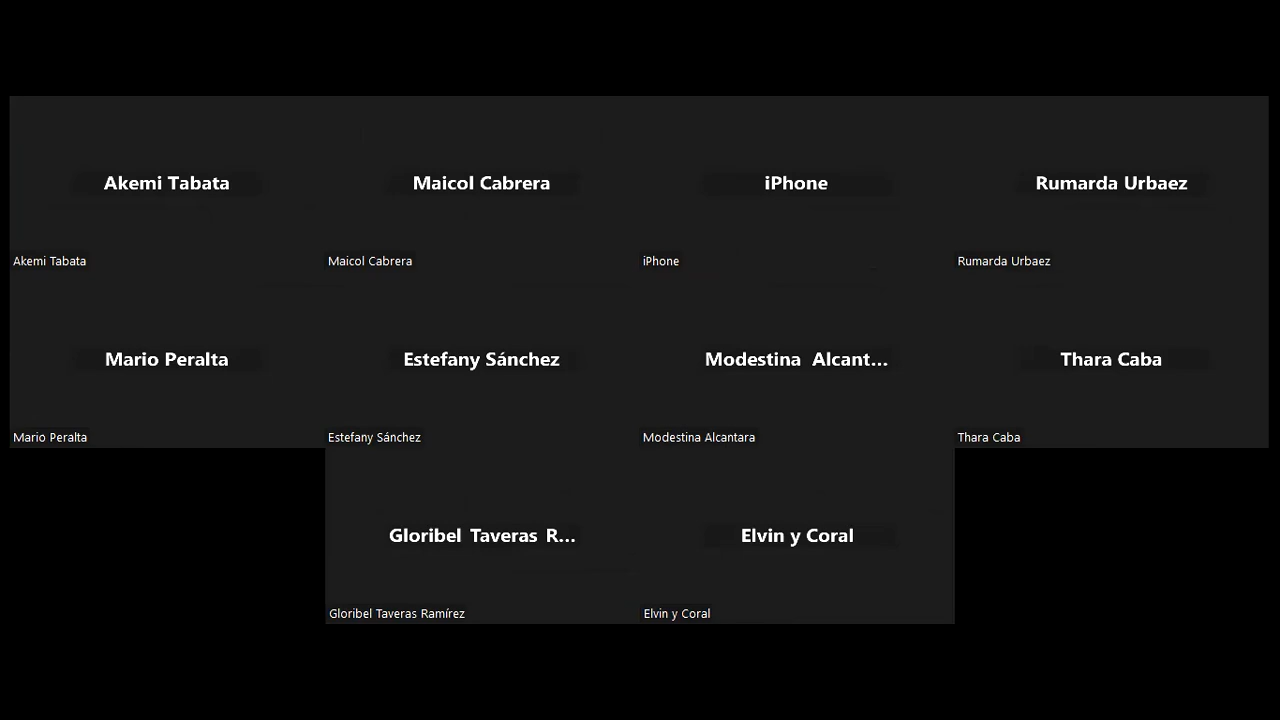 Akemi Tabata
Maicol Cabrera
iPhone
Rumarda Urbaez
Akemi Tabata
Maicol Cabrera
iPhone
Rumarda Urbaez
Mario Peralta
Estefany Sánchez
Modestina Alcant...
Thara Caba
Mario Peralta
Estefany Sánchez
Modestina Alcantara
Thara Caba
Gloribel Taveras R...
Elvin y Coral
Gloribel Taveras Ramírez
Elvin y Coral